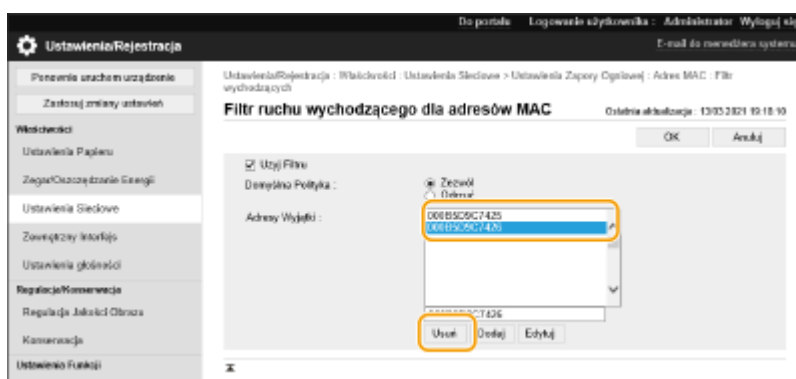 Do portalu Logowanie użytkownika : Administrator Wyloguj się
Ustawienia/Rejestracja
E-mail do menedżera systemu
Ponownie uruchom urządzenie
Zastosuj zmiany ustawień
Właściwości
Ustawienia Papieru
Zegar/Oszczędzanie Energii
Ustawienia Sieciowe
Zewnętrzny Interfejs
Ustawienia głośności
Regulacja/Konserwacja
Regulacja Jakości Obrazu
Konserwacja
Ustawienia Funkcji
Ustawienia/Rejestracja : Właściwości : Ustawienia Sieciowe > Ustawienia Zapory Ogniowej : Adres MAC : Filtr
wychodzących
Filtr ruchu wychodzącego dla adresów MAC
Ostatnia aktualizacja : 13/03 2021 19:18:10
OK Anuluj
Użyj Filtru
Domyślna Polityka :
Zezwól
Odrzuć
Adresy Wyjątki :
000B5D9C7425
000B5D9C7426
000B5D9C7426
Usuń Dodaj Edytuj